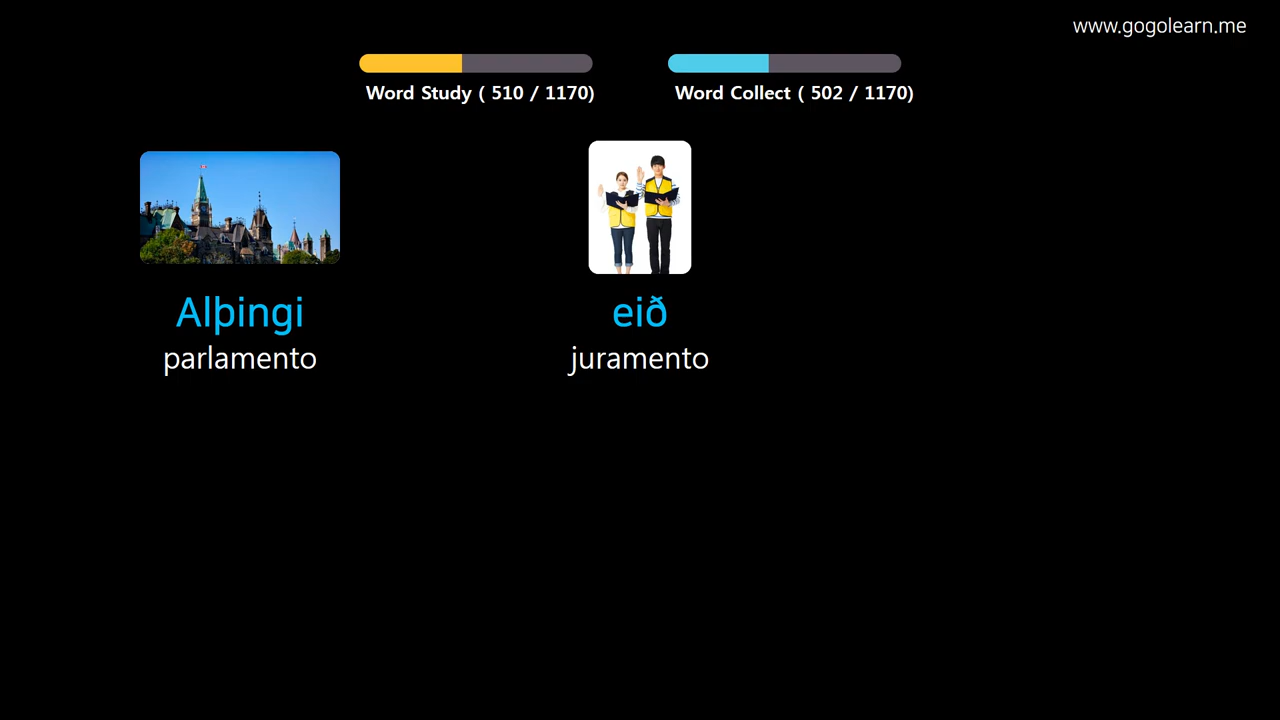 www.gogolearn.me
Word Study ( 510 / 1170)
Word Collect ( 502 / 1170)
Alþingi
parlamento
eið
juramento